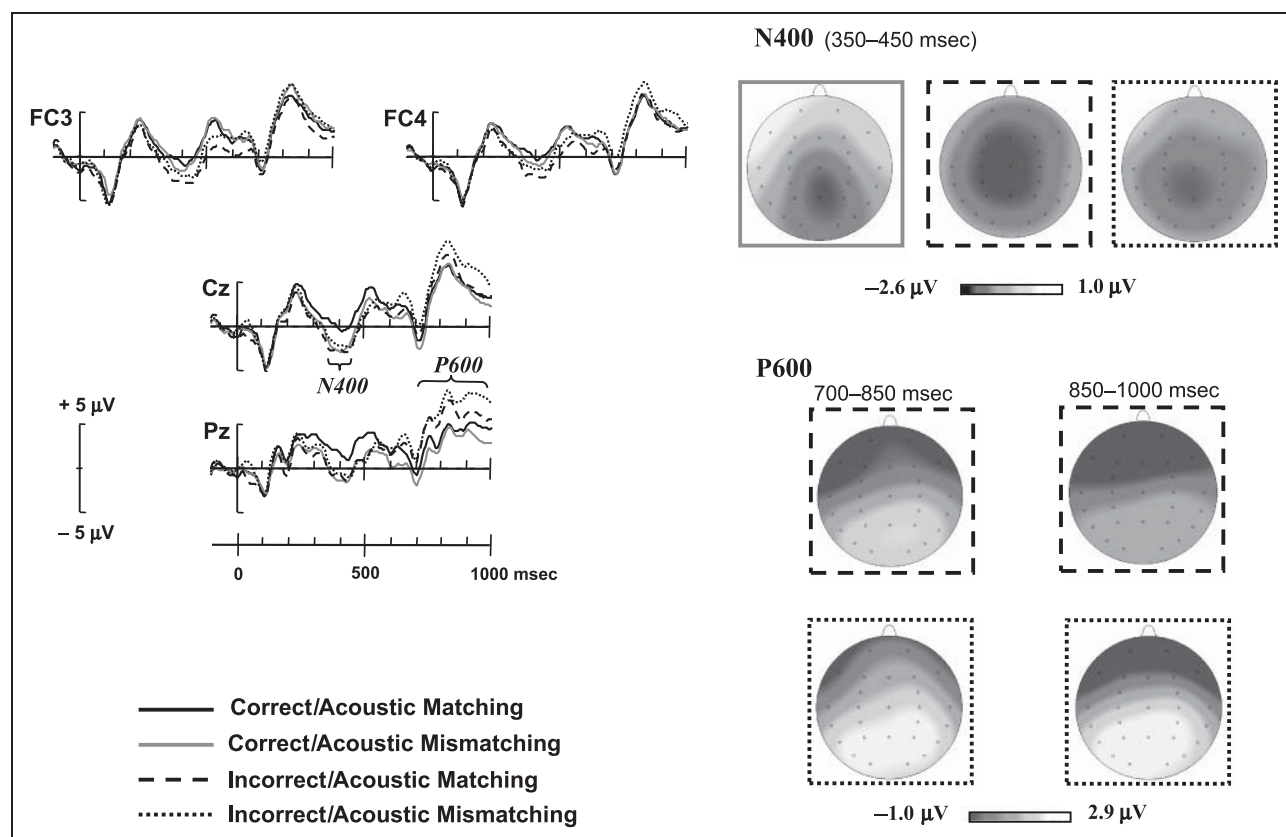 N400 (350–450 msec)
FC3
FC4
−2.6 µV 1.0 µV
Cz
N400
P600
+ 5 µV
Pz
− 5 µV
0 500 1000 msec
P600
700–850 msec 850–1000 msec
Correct/Acoustic Matching
Correct/Acoustic Mismatching
Incorrect/Acoustic Matching
Incorrect/Acoustic Mismatching
−1.0 µV 2.9 µV